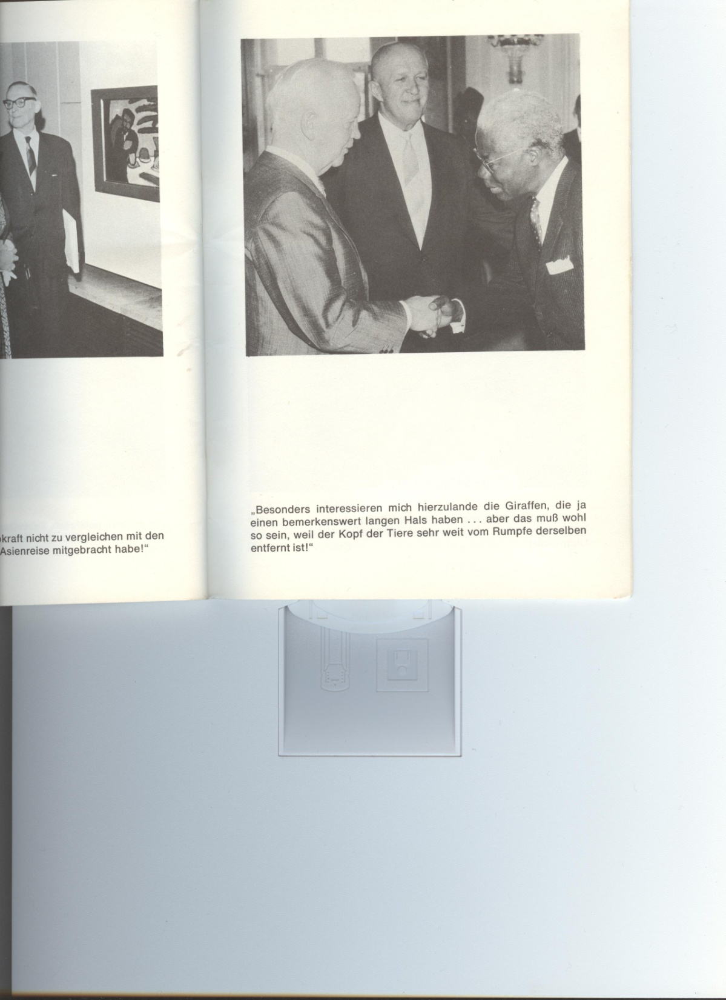 kraft nicht zu vergleichen mit den
Asienreise mitgebracht habe!“
„Besonders interessieren mich hierzulande die Giraffen, die ja
einen bemerkenswert langen Hals haben . . . aber das muß wohl
so sein, weil der Kopf der Tiere sehr weit vom Rumpfe derselben
entfernt ist!“